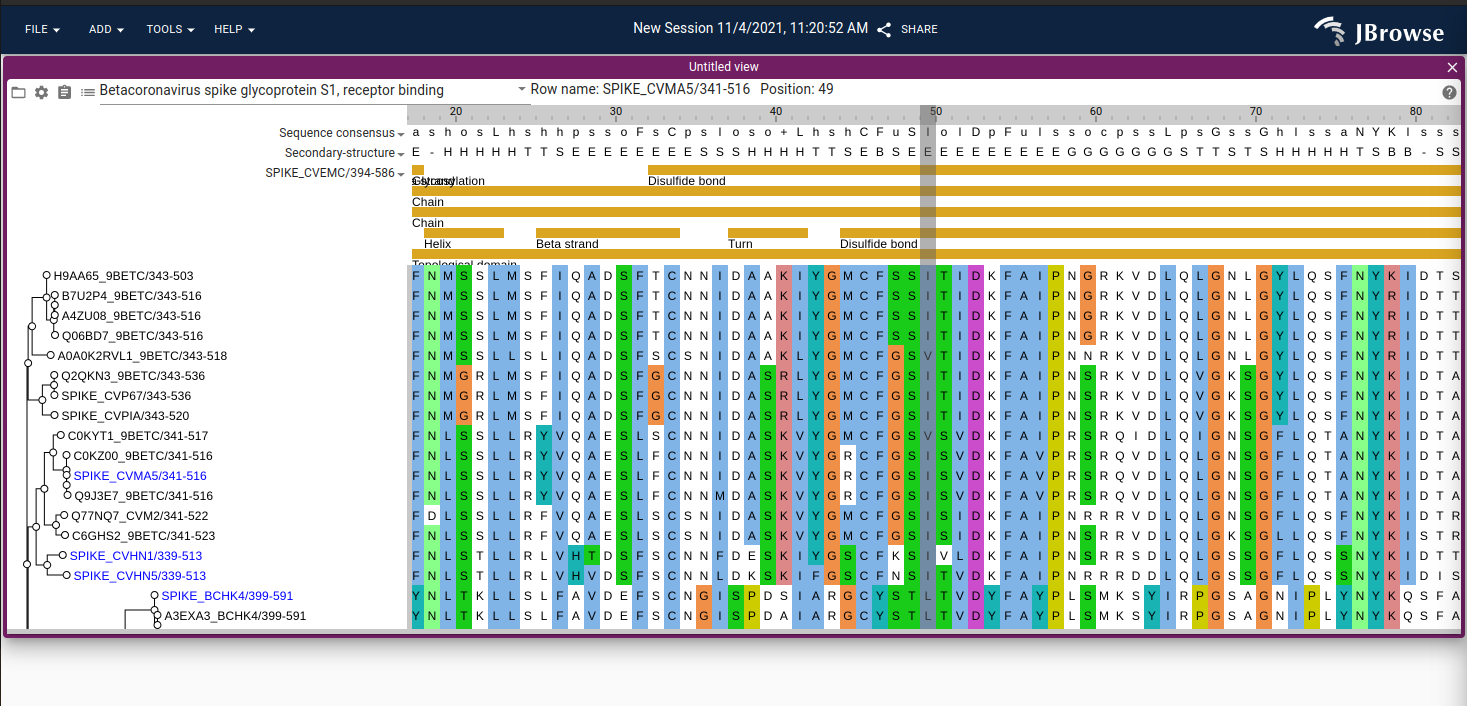 FILE ADD TOOLS HELP New Session 11/4/2021, 11:20:52 AM SHARE JBrowse
Untitled view
Betacoronavirus spike glycoprotein S1, receptor binding Row name: SPIKE_CVMA5/341-516 Position: 49
20 30 40 50 60 70 80
Sequence consensus a s h o s L h s h h p s s o F s C p s l o s o + L h s h C F u S I o I D p F u l s s o c p s s L p s G s s G h l s s a N Y K l s s s
Secondary-structure E - H H H H H T T S E E E E E E E S S S H H H H T T S E B S E E E E E E E E E G G G G G G G S T T S T S H H H H H T S B B - S S
SPIKE_CVEMC/394-586
Disulfide bond
Chain
Chain
Helix Beta strand Turn Disulfide bond
Topological domain
H9AA65_9BETC/343-503 F N M S S L M S F I Q A D S F T C N N I D A A K I Y G M C F S S I T I D K F A I P N G R K V D L Q L G N L G Y L Q S F N Y K I D T S
B7U2P4_9BETC/343-516 F N M S S L M S F I Q A D S F T C N N I D A A K I Y G M C F S S I T I D K F A I P N G R K V D L Q L G N L G Y L Q S F N Y R I D T T
A4ZU08_9BETC/343-516 F N M S S L M S F I Q A D S F T C N N I D A A K I Y G M C F S S I T I D K F A I P N G R K V D L Q L G N L G Y L Q S F N Y R I D T T
Q06BD7_9BETC/343-516 F N M S S L M S F I Q A D S F T C N N I D A A K I Y G M C F S S I T I D K F A I P N G R K V D L Q L G N L G Y L Q S F N Y R I D T T
A0A0K2RVL1_9BETC/343-518 F N M S S L L S L I Q A D S F S C S N I D A A K L Y G M C F G S V T I D K F A I P N N R K V D L Q L G N L G Y L Q S F N Y R I D T T
Q2QKN3_9BETC/343-536 F N M G R L M S F I Q A D S F G C N N I D A S R L Y G M C F G S I T I D K F A I P N S R K V D L Q V G K S G Y L Q S F N Y K I D T A
SPIKE_CVP67/343-536 F N M G R L M S F I Q A D S F G C N N I D A S R L Y G M C F G S I T I D K F A I P N S R K V D L Q V G K S G Y L Q S F N Y K I D T A
SPIKE_CVPIA/343-520 F N M G R L M S F I Q A D S F G C N N I D A S R L Y G M C F G S I T I D K F A I P N S R K V D L Q V G K S G Y L Q S F N Y K I D T A
C0KYT1_9BETC/341-517 F N L S S L L R Y V Q A E S L S C N N I D A S K V Y G M C F G S V S V D K F A I P R S R Q I D L Q I G N S G F L Q T A N Y K I D T A
C0KZ00_9BETC/341-516 F N L S S L L R Y V Q A E S L F C N N I D A S K V Y G R C F G S I S V D K F A V P R S R Q V D L Q L G N S G F L Q T A N Y K I D T A
SPIKE_CVMA5/341-516 F N L S S L L R Y V Q A E S L F C N N I D A S K V Y G R C F G S I S V D K F A V P R S R Q V D L Q L G N S G F L Q T A N Y K I D T A
Q9J3E7_9BETC/341-516 F N L S S L L R Y V Q A E S L F C N N M D A S K V Y G R C F G S I S V D K F A V P R S R Q V D L Q L G N S G F L Q T A N Y K I D T A
Q77NQ7_CVM2/341-522 F D L S S L L R F V Q A E S L S C S N I D A S K V Y G M C F G S I S I D K F A I P N R R R V D L Q L G N S G F L Q S F N Y K I D T R
C6GHS2_9BETC/341-523 F N L S S L L R F V Q A E S L S C S N I D A S K V Y G M C F G S I S I D K F A I P N S R R V D L Q L G K S G F L Q S F N Y K I S T R
SPIKE_CVHN1/339-513 F N L S T L L R L V H T D S F S C N N F D E S K I Y G S C F K S I V L D K F A I P N S R R S D L Q L G S S G F L Q S S N Y K I D T T
SPIKE_CVHN5/339-513 F N L S T L L R L V H V D S F S C N N L D K S K I F G S C F N S I T V D K F A I P N R R R D D L Q L G S S G F L Q S S N Y K I D I S
SPIKE_BCHK4/399-591 Y N L T K L L S L F A V D E F S C N G I S P D S I A R G C Y S T L T V D Y F A Y P L S M K S Y I R P G S A G N I P L Y N Y K Q S F A
A3EXA3_BCHK4/399-591 Y N L T K L L S L F A V D E F S C N G I S P D A I A R G C Y S T L T V D Y F A Y P L S M K S Y I R P G S A G N I P L Y N Y K Q S F A